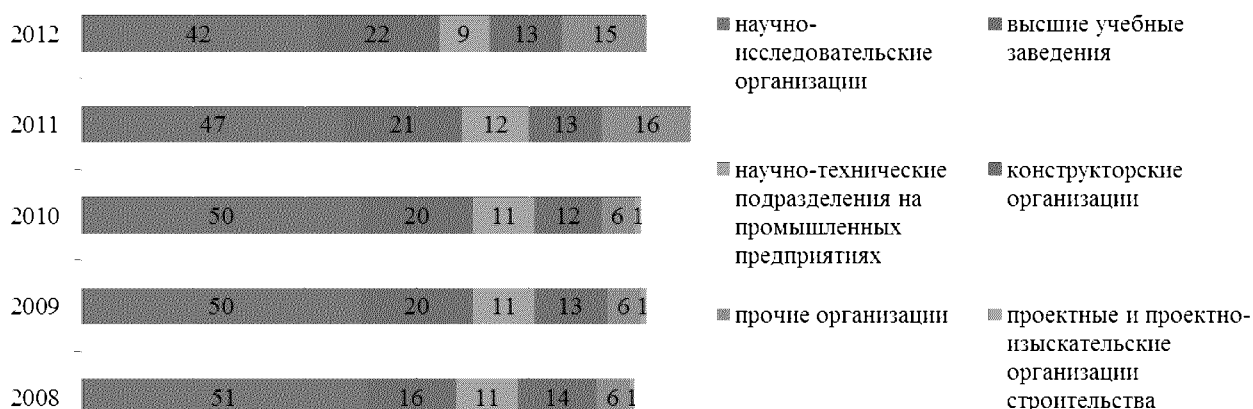 2012 42 22 9 13 15
2011 47 21 12 13 16
2010 50 20 11 12 6 1
2009 50 20 11 13 6 1
2008 51 16 11 14 6 1
научно-
исследовательские
организации
высшие учебные
заведения
научно-технические
подразделения на
промышленных
предприятиях
конструкторские
организации
прочие организации
проектные и проектно-
изыскательские
организации
строительства